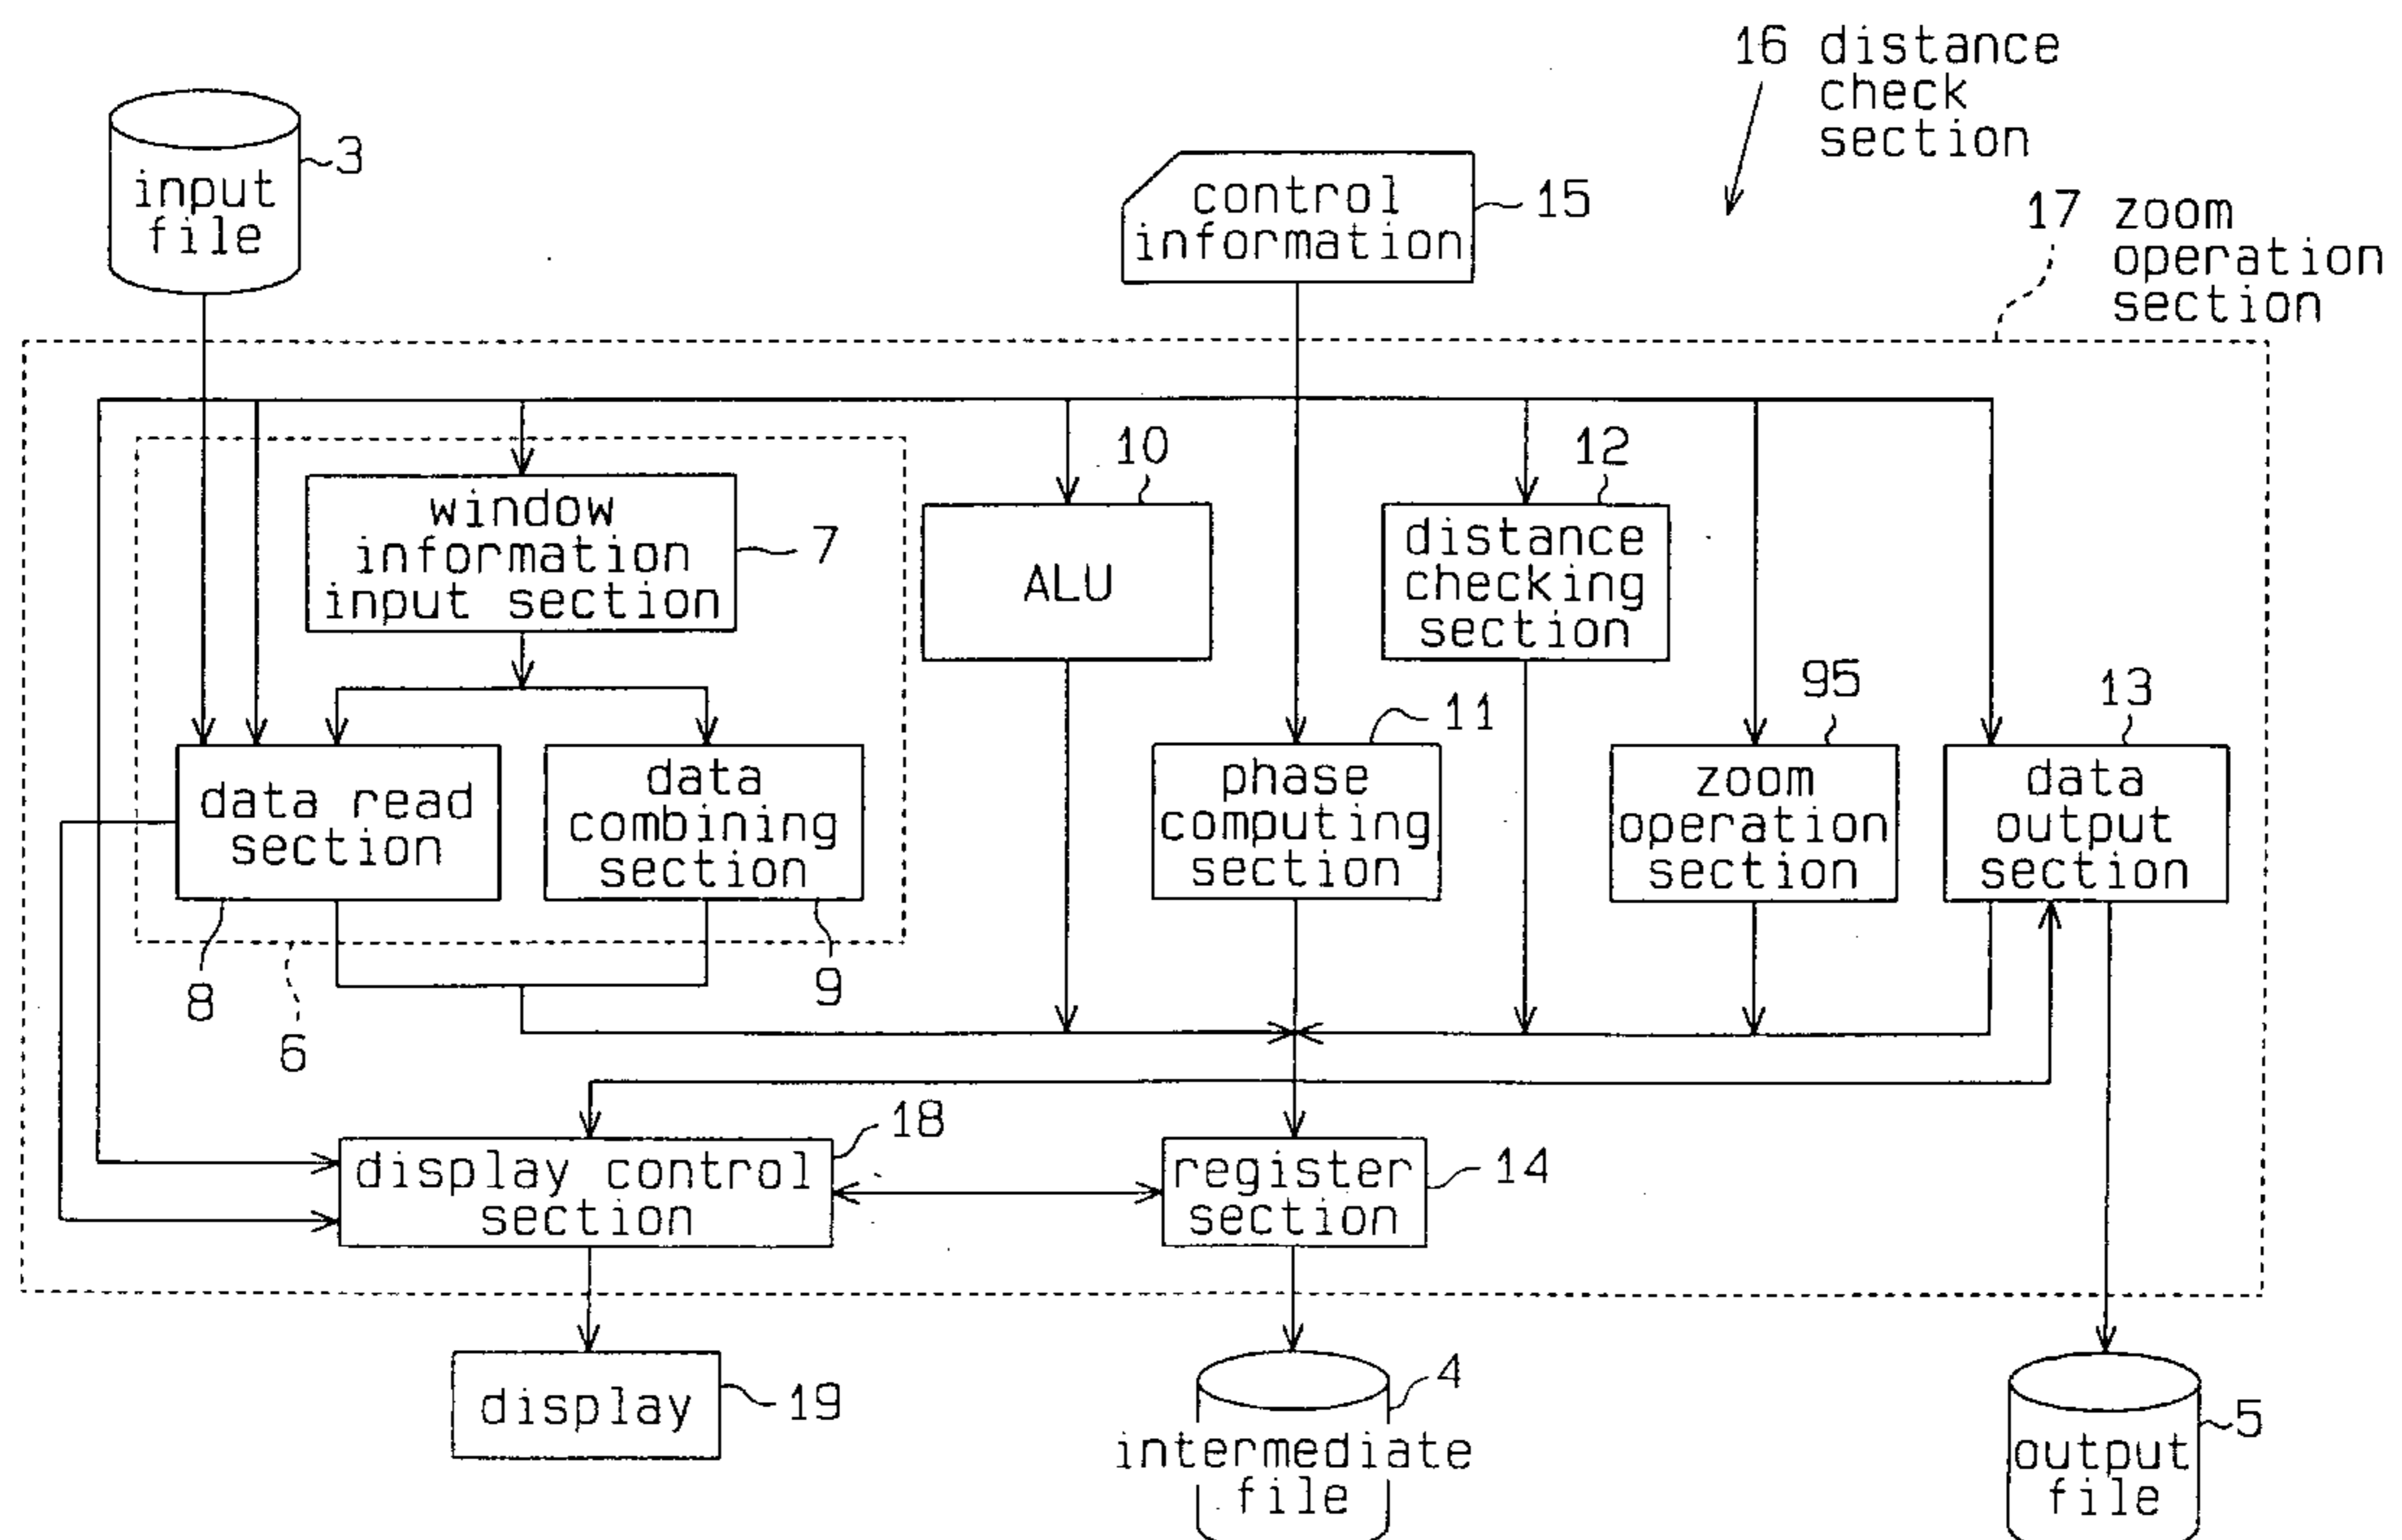 16 distance
check
section
3
input
file
control
information
15
17 zoom
operation
section
10
12
window
information
input section
7
ALU
distance
checking
section
95
13
11
data read
section
data
combining
section
phase
computing
section
zoom
operation
section
data
output
section
8
9
6
18
display control
section
register
section
14
display
19
4
intermediate
file
5
output
file